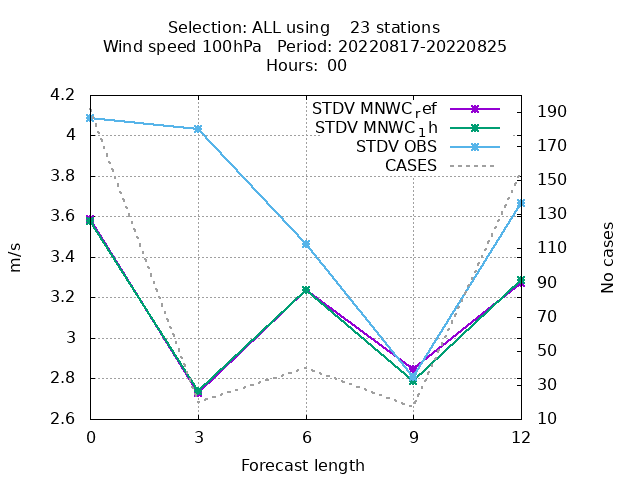 Selection: ALL using    23 stations
Wind speed 100hPa   Period: 20220817-20220825
Hours:  00
STDV MNWC_ref
STDV MNWC_1h
STDV OBS
CASES
4.2
4
3.8
3.6
3.4
3.2
3
2.8
2.6
m/s
190
170
150
130
110
90
70
50
30
10
No cases
0 3 6 9 12
Forecast length